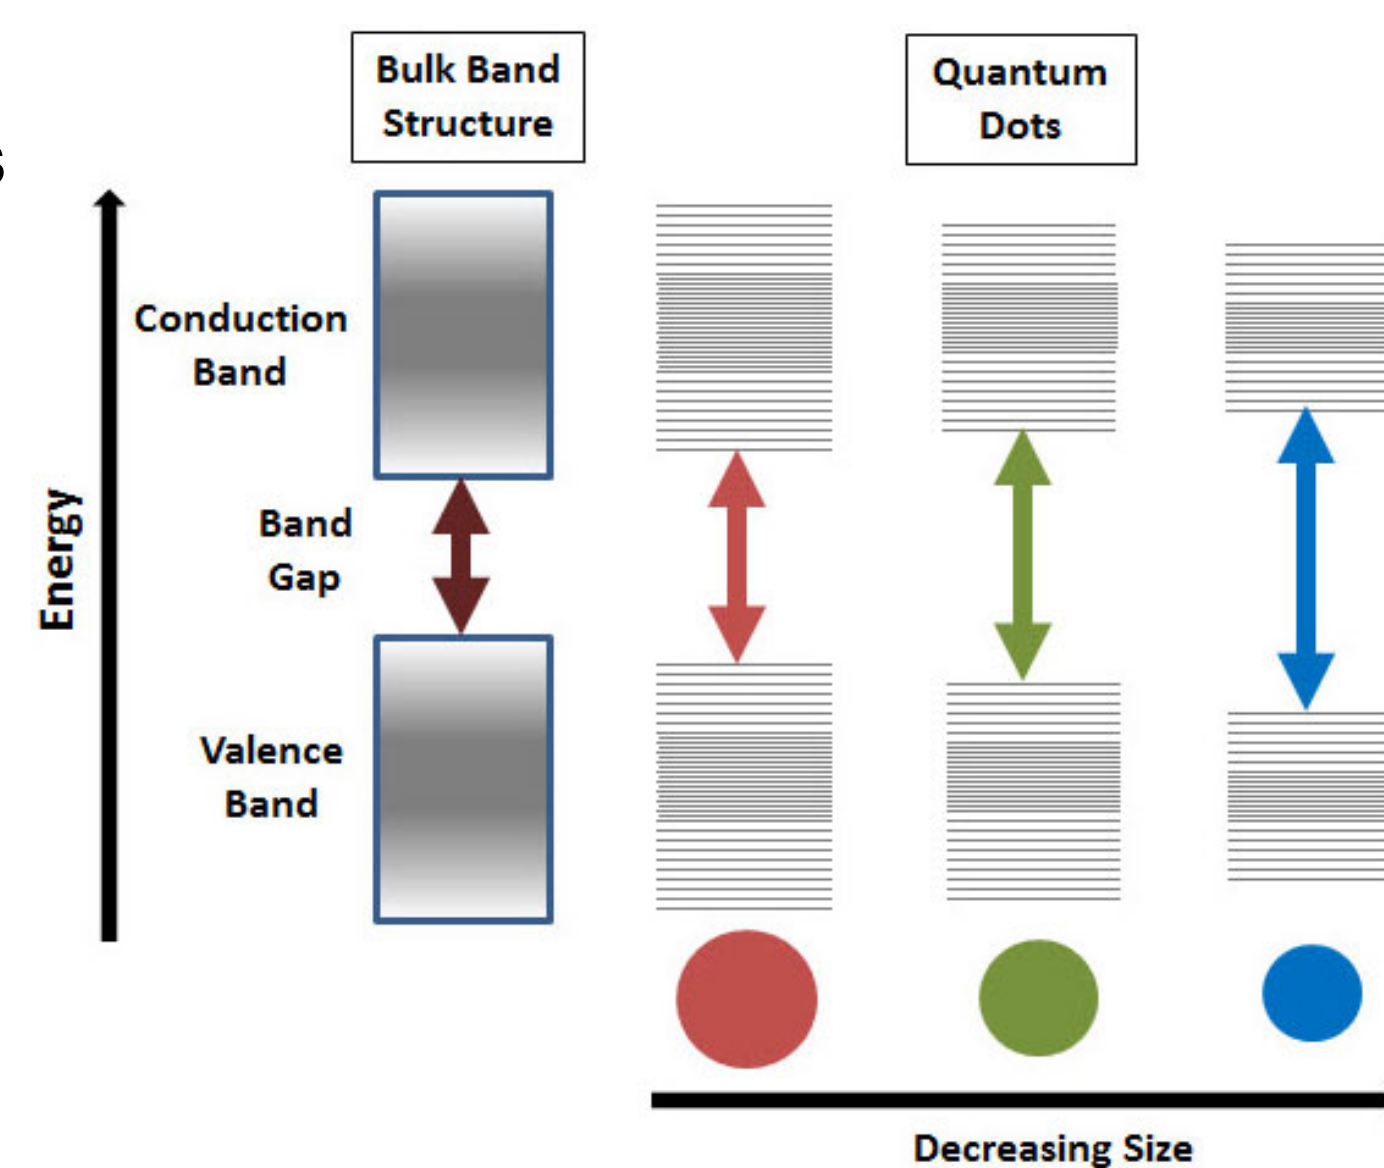 Bulk Band
Structure
Quantum
Dots
s
Conduction
Band
Band
Gap
Energy
Valence
Band
Decreasing Size